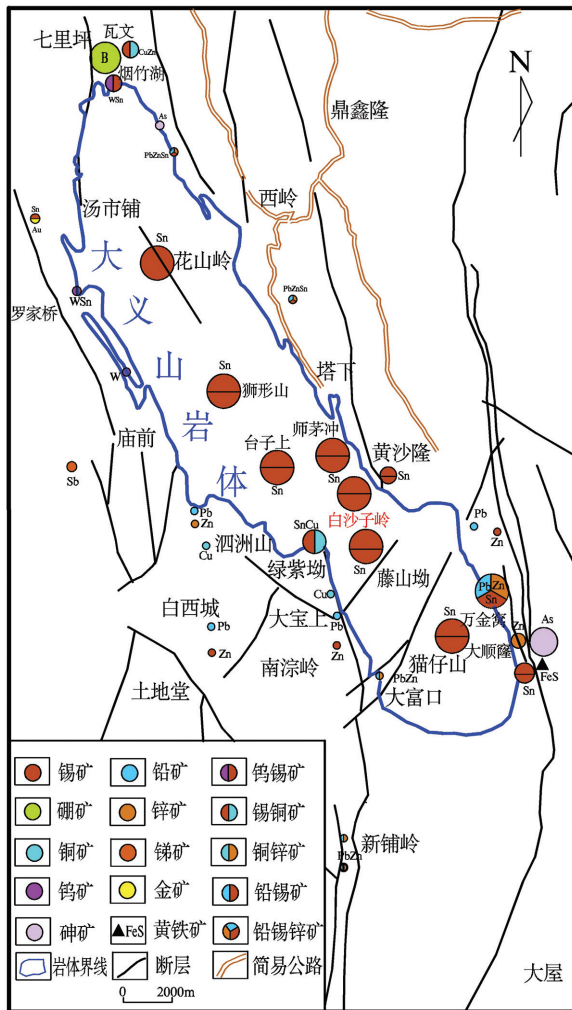 七里坪
瓦文
B
CuZn
烟竹湖
WSn
N
As
鼎鑫隆
PbZnSn
汤市铺
西岭
Sn
Au
大义山岩体
Sn
花山岭
WSn
PbZnSn
罗家桥
塔下
W
Sn
狮形山
庙前
师茅冲
台子上
黄沙隆
Sn
Sn
Sn
Sn
Sb
白沙子岭
Pb
Zn
SnCu
Pb
Zn
泗洲山
Cu
绿紫坳
Sn
藤山坳
Pb
Zn
Sn
Cu
万金窝
白西城
大宝上
Sn
Zn
As
Pb
Pb
大顺窿
Zn
Zn
南淙岭
猫仔山
FeS
PbZn
Sn
土地堂
大富口
锡矿
铅矿
钨锡矿
硼矿
锌矿
锡铜矿
铜矿
锑矿
铜锌矿
钨矿
金矿
铅锡矿
砷矿
FeS
黄铁矿
铅锡锌矿
岩体界线
断层
简易公路
0
2000m
新铺岭
PbZn
大屋